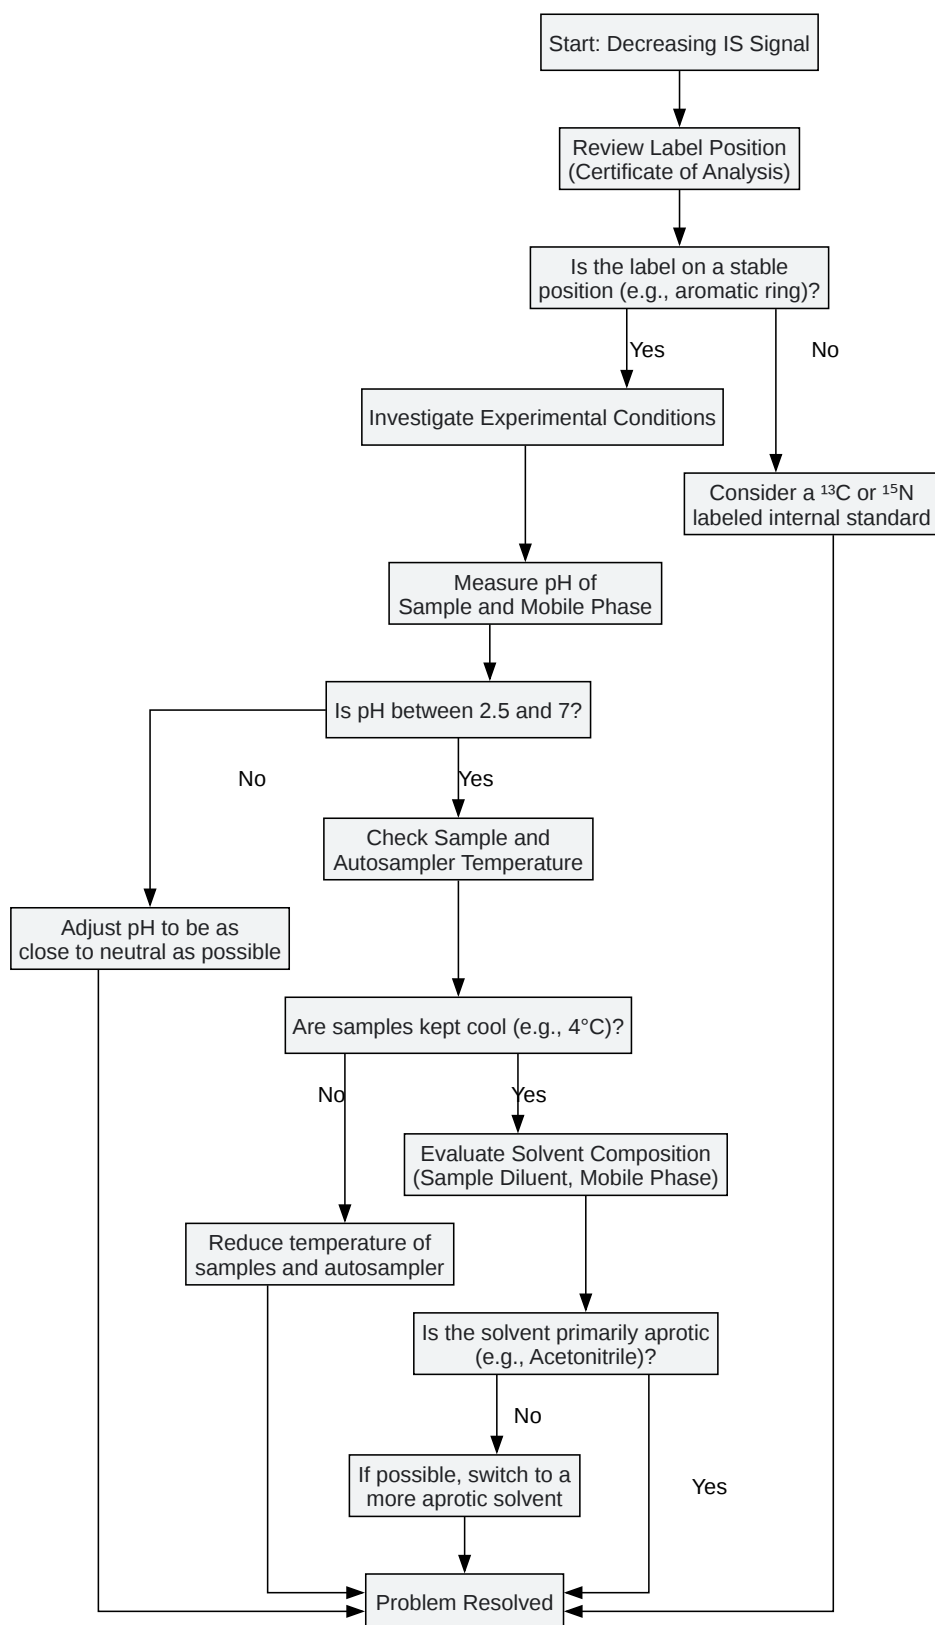 Start: Decreasing IS Signal
Review Label Position
(Certificate of Analysis)
Is the label on a stable
position (e.g., aromatic ring)?
Yes
No
Investigate Experimental Conditions
Consider a ¹³C or ¹⁵N
labeled internal standard
Measure pH of
Sample and Mobile Phase
Is pH between 2.5 and 7?
No
Yes
Check Sample and
Autosampler Temperature
Adjust pH to be as
close to neutral as possible
Are samples kept cool (e.g., 4°C)?
No
Yes
Evaluate Solvent Composition
(Sample Diluent, Mobile Phase)
Reduce temperature of
samples and autosampler
Is the solvent primarily aprotic
(e.g., Acetonitrile)?
No
Yes
If possible, switch to a
more aprotic solvent
Problem Resolved